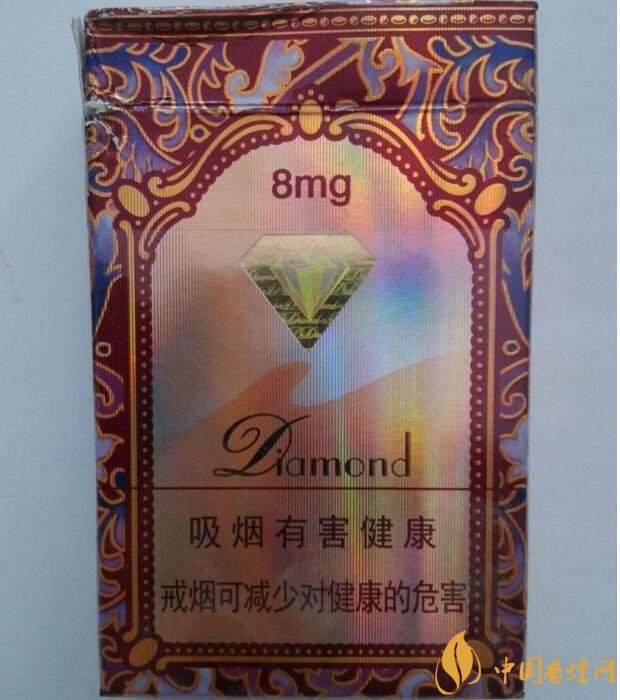 8mg
Diamond
吸烟有害健康
戒烟可减少对健康的危害
中国香烟网